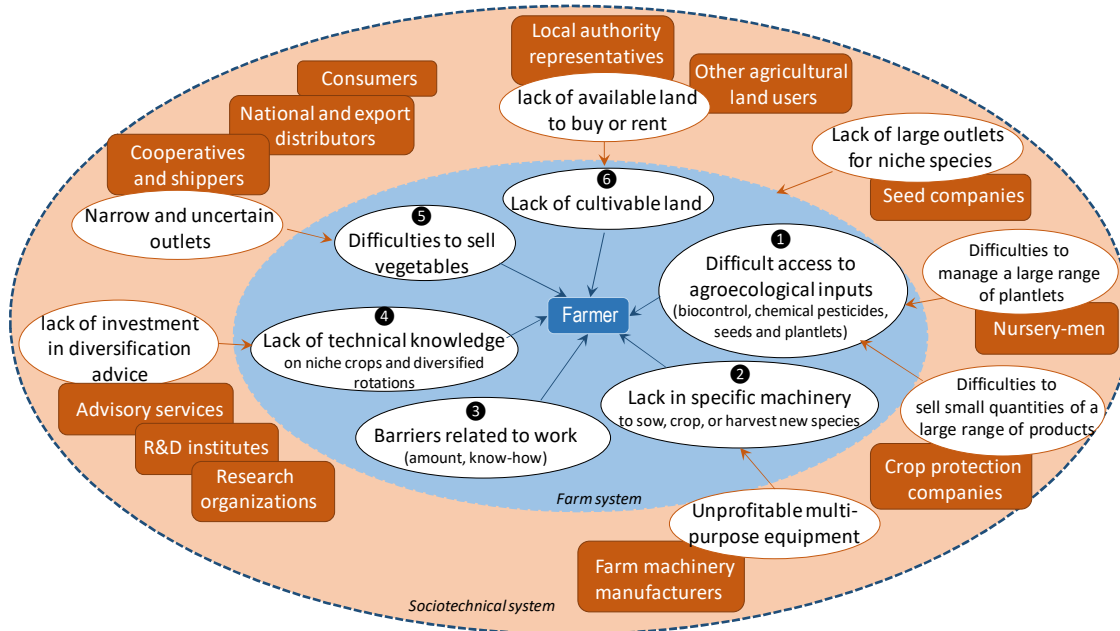 Local authority
representatives
Other agricultural
land users
lack of available land
to buy or rent
Consumers
National and export
distributors
Cooperatives
and shippers
Narrow and uncertain
outlets
Lack of large outlets
for niche species
Seed companies
6
Lack of cultivable land
5
Difficulties to sell
vegetables
1
Difficult access to
agroecological inputs
(biocontrol, chemical pesticides,
seeds and plantlets)
Difficulties to
manage a large range
of plantlets
Nursery-men
Farmer
lack of investment
in diversification
advice
Advisory services
R&D institutes
Research
organizations
4
Lack of technical knowledge
on niche crops and diversified
rotations
2
Lack in specific machinery
to sow, crop, or harvest new species
3
Barriers related to work
(amount, know-how)
Difficulties to
sell small quantities of a
large range of products
Crop protection
companies
Farm system
Unprofitable multi-
purpose equipment
Farm machinery
manufacturers
Sociotechnical system